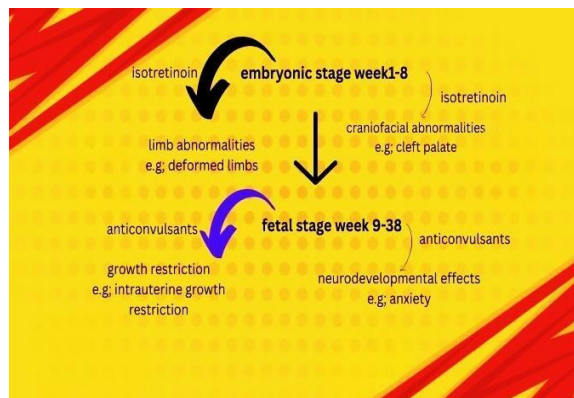 isotretinoin
embryonic stage week1-8
isotretinoin
limb abnormalities
e.g; deformed limbs
craniofacial abnormalities
e.g; cleft palate
anticonvulsants
fetal stage week 9-38
anticonvulsants
growth restriction
e.g; intrauterine growth
restriction
neurodevelopmental effects
e.g; anxiety